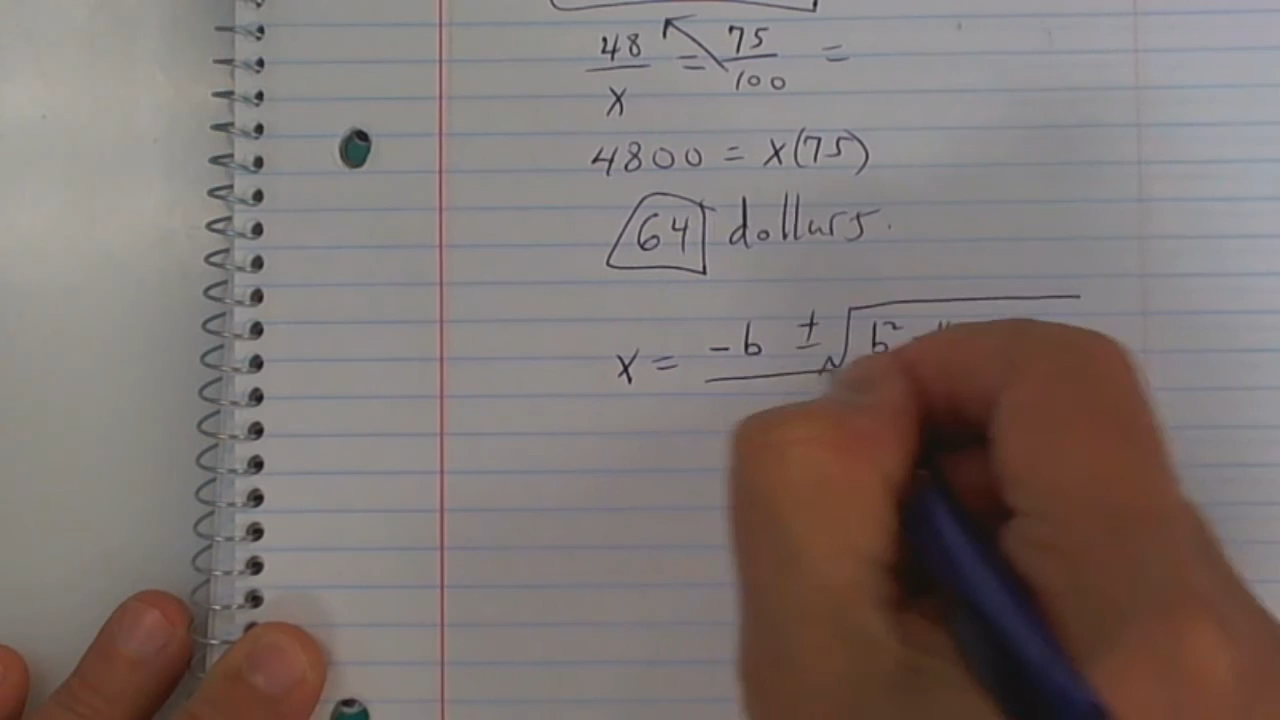 48/x = 75/100 =
4800 = x(75)
64 dollars.
x = -b ± √b²